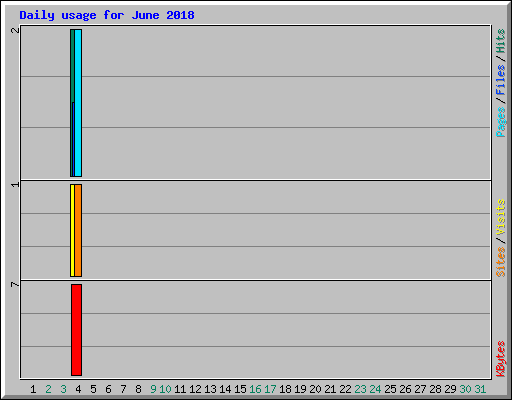 Daily usage for June 2018
2
1
7
Pages/Files/Hits
Sites/Visits
KBytes
1 2 3 4 5 6 7 8 9 10 11 12 13 14 15 16 17 18 19 20 21 22 23 24 25 26 27 28 29 30 31